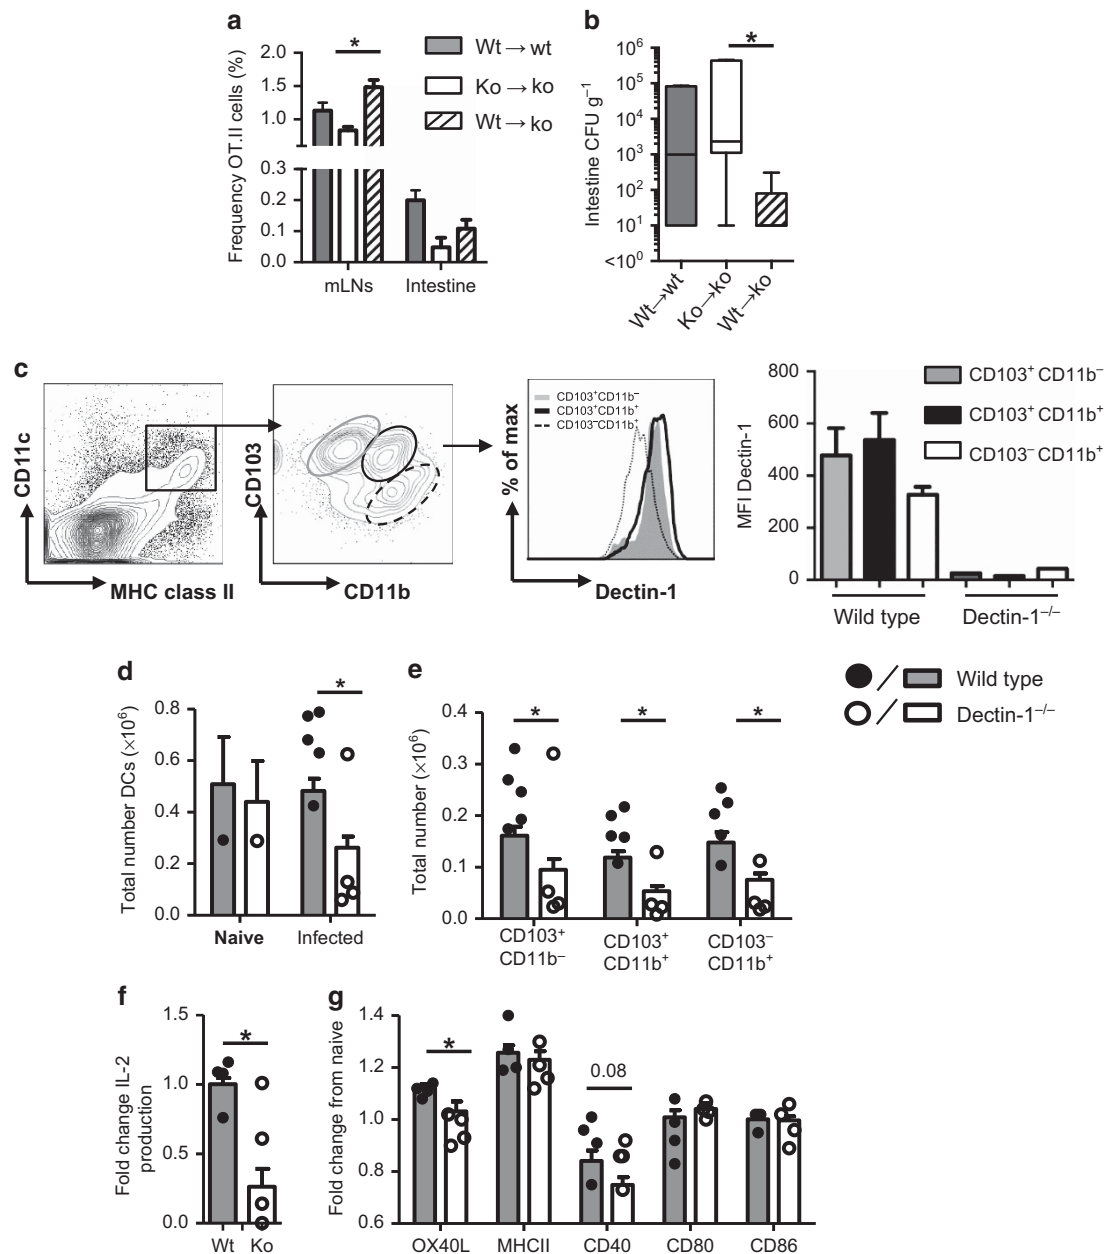 a
Frequency OT.II cells (%)
2.0
1.5
1.0
0.3
0.2
0.1
0.0
*
mLNs
Intestine
Wt → wt
Ko → ko
Wt → ko
b
Intestine CFU g⁻¹
10⁶
10⁵
10⁴
10³
10²
10¹
<10⁰
*
Wt→wt
Ko→ko
Wt→ko
c
CD11c
MHC class II
CD103
CD11b
% of max
CD103⁺CD11b⁻
CD103⁺CD11b⁺
CD103⁻CD11b⁺
Dectin-1
MFI Dectin-1
800
600
400
200
0
Wild type
Dectin-1⁻/⁻
CD103⁺ CD11b⁻
CD103⁺ CD11b⁺
CD103⁻ CD11b⁺
/ Wild type
/ Dectin-1⁻/⁻
d
Total number DCs (×10⁶)
0.8
0.6
0.4
0.2
0.0
*
Naive
Infected
e
Total number (×10⁶)
0.4
0.3
0.2
0.1
0.0
* * *
CD103⁺
CD11b⁻
CD103⁺
CD11b⁺
CD103⁻
CD11b⁺
f
Fold change IL-2
production
1.5
1.0
0.5
0.0
*
Wt Ko
g
Fold change from naive
1.4
1.2
1.0
0.8
0.6
*
0.08
OX40L MHCII CD40 CD80 CD86